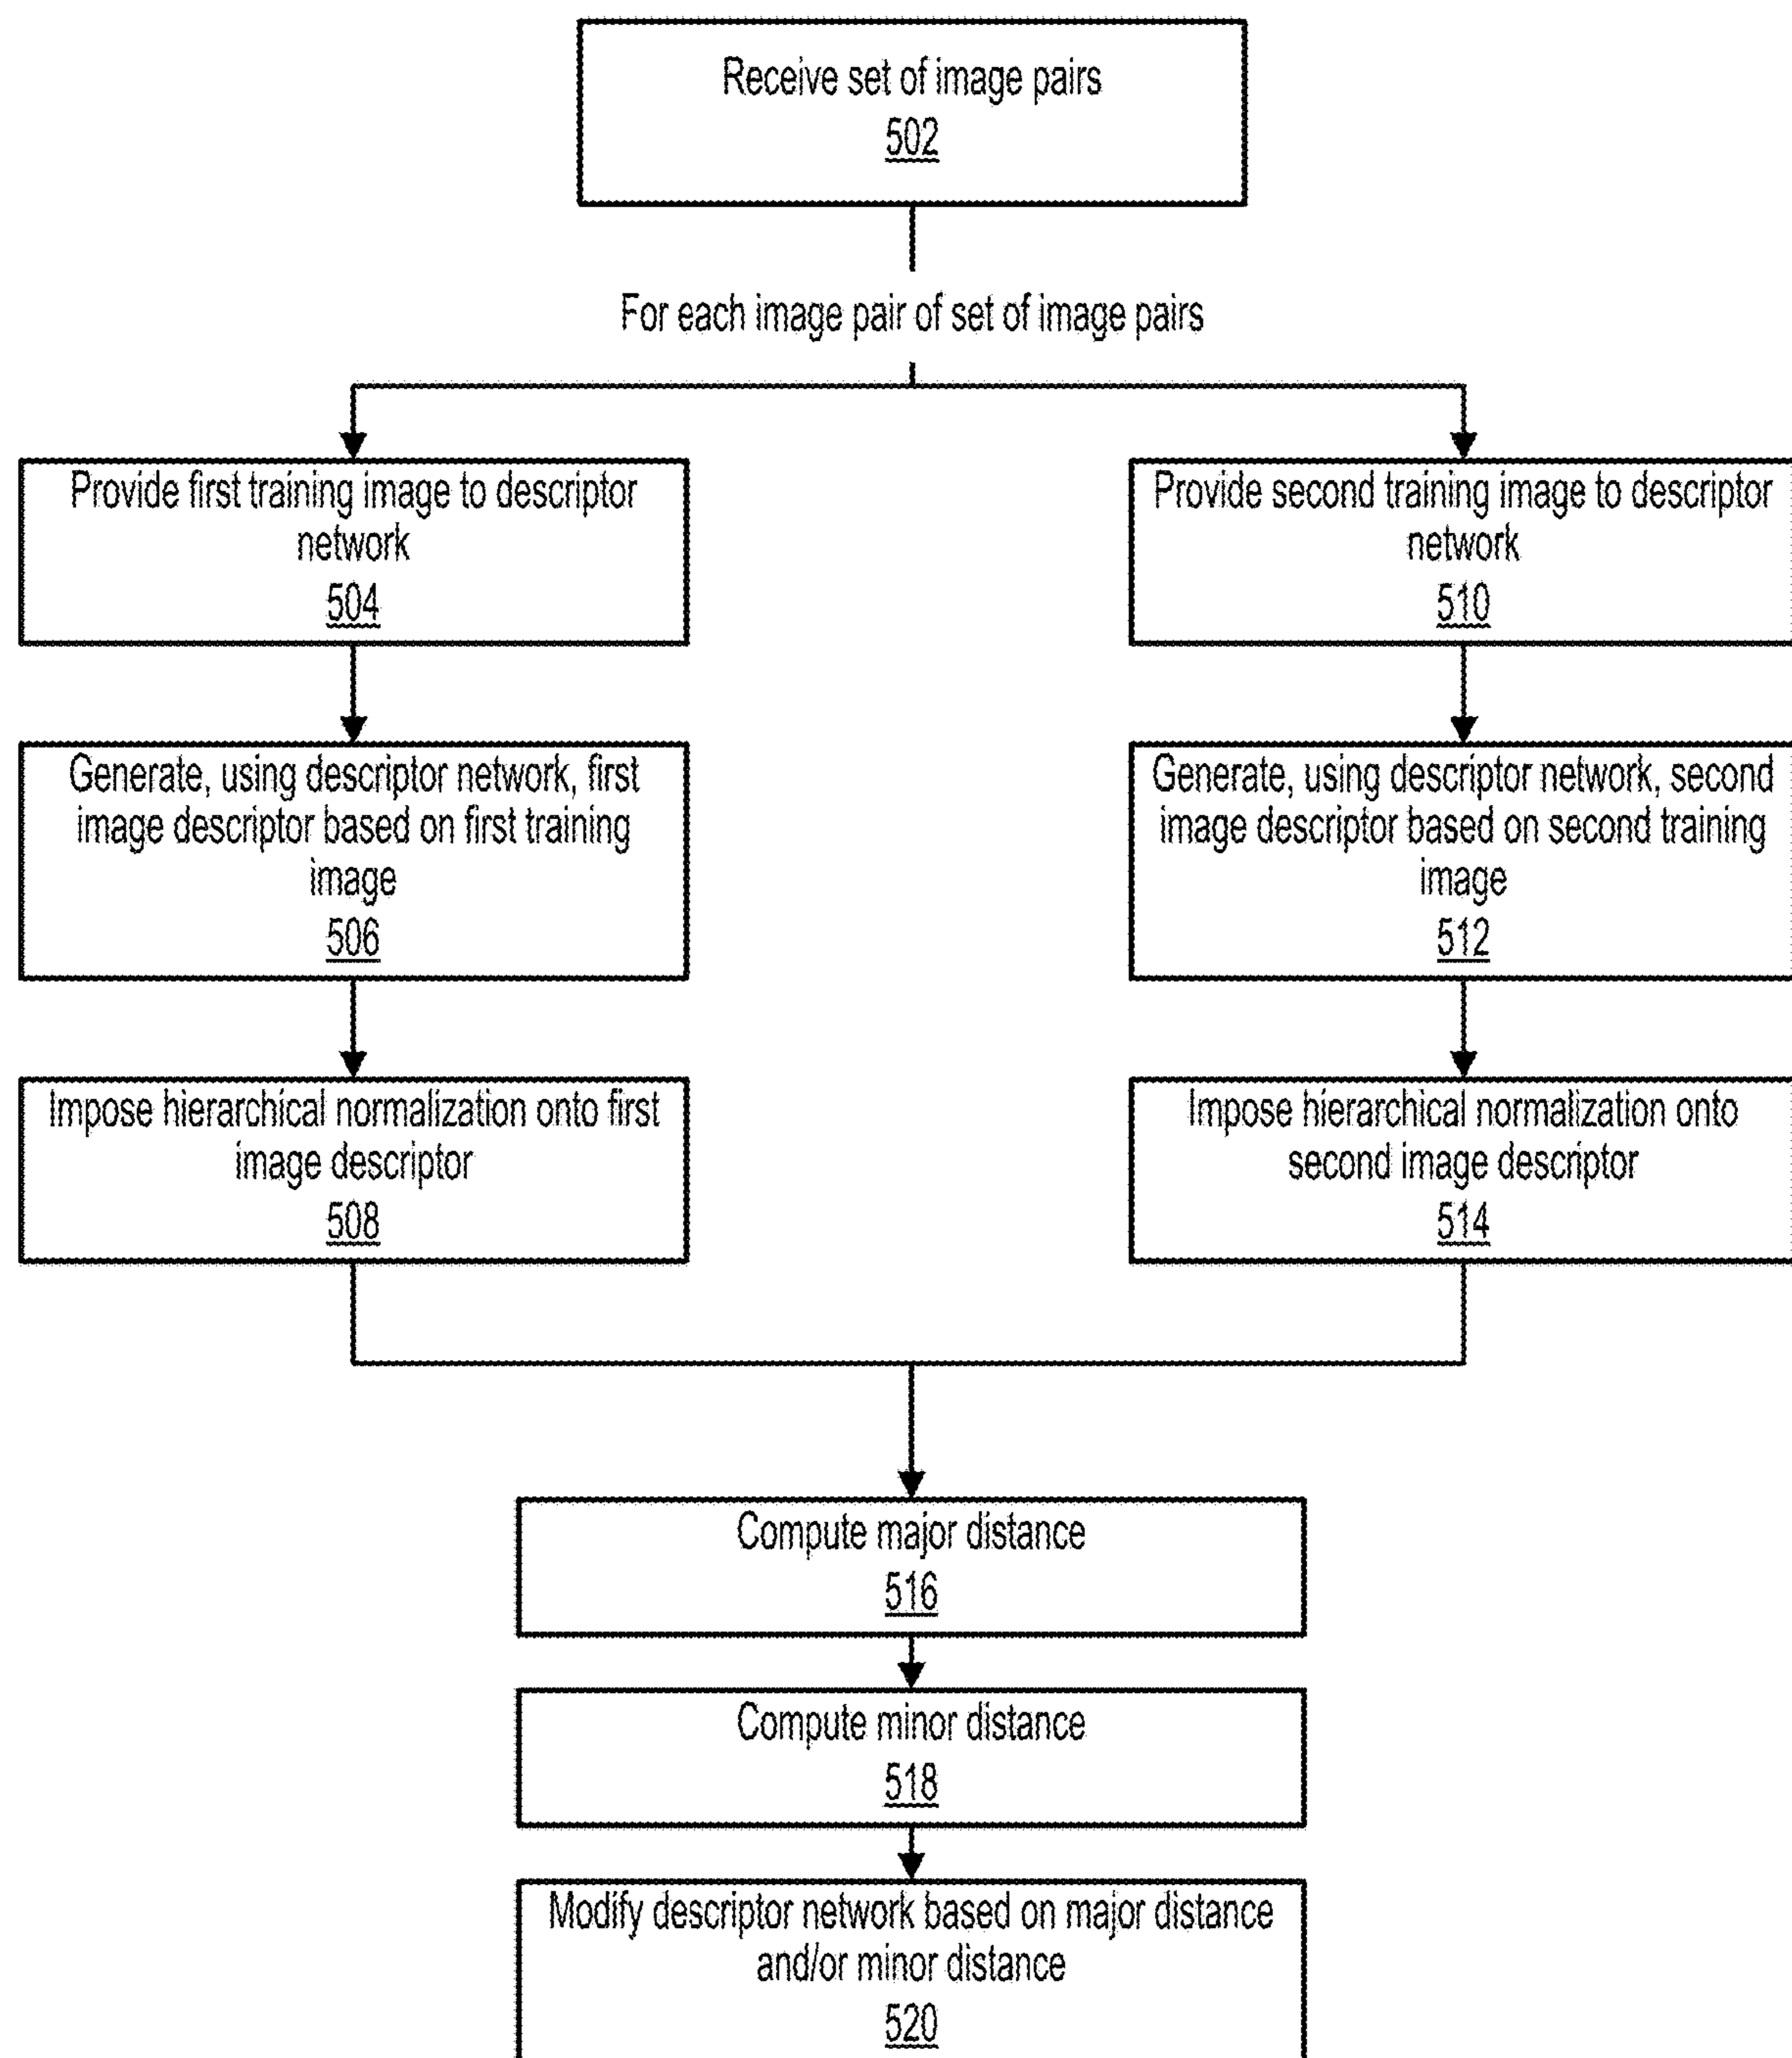 Receive set of image pairs
502
For each image pair of set of image pairs
Provide first training image to descriptor
network
504
Generate, using descriptor network, first
image descriptor based on first training
image
506
Impose hierarchical normalization onto first
image descriptor
508
Provide second training image to descriptor
network
510
Generate, using descriptor network, second
image descriptor based on second training
image
512
Impose hierarchical normalization onto
second image descriptor
514
Compute major distance
516
Compute minor distance
518
Modify descriptor network based on major distance
and/or minor distance
520